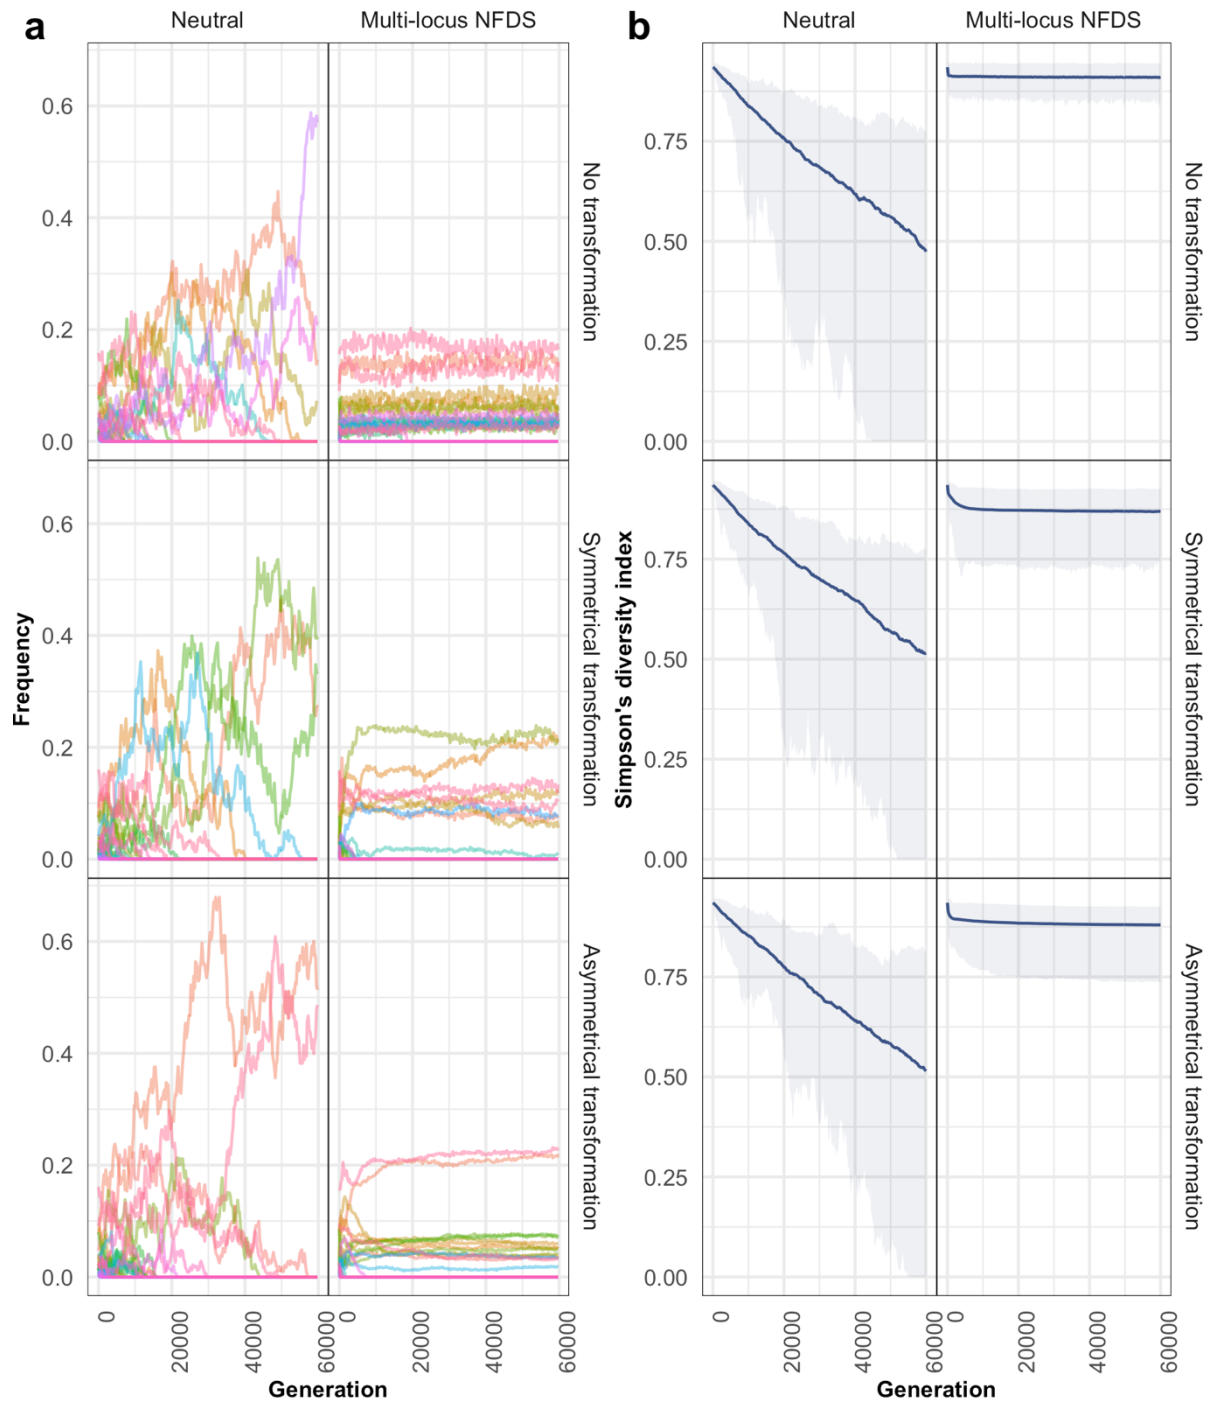 a
Neutral
Multi-locus NFDS
b
Neutral
Multi-locus NFDS
Frequency
0.6
0.4
0.2
0.0
No transformation
0.6
0.4
0.2
0.0
Symmetrical transformation
0.6
0.4
0.2
0.0
Asymmetrical transformation
0
20000
40000
60000
0
20000
40000
60000
Generation
Simpson's diversity index
0.75
0.50
0.25
0.00
No transformation
0.75
0.50
0.25
0.00
Symmetrical transformation
0.75
0.50
0.25
0.00
Asymmetrical transformation
0
20000
40000
60000
0
20000
40000
60000
Generation